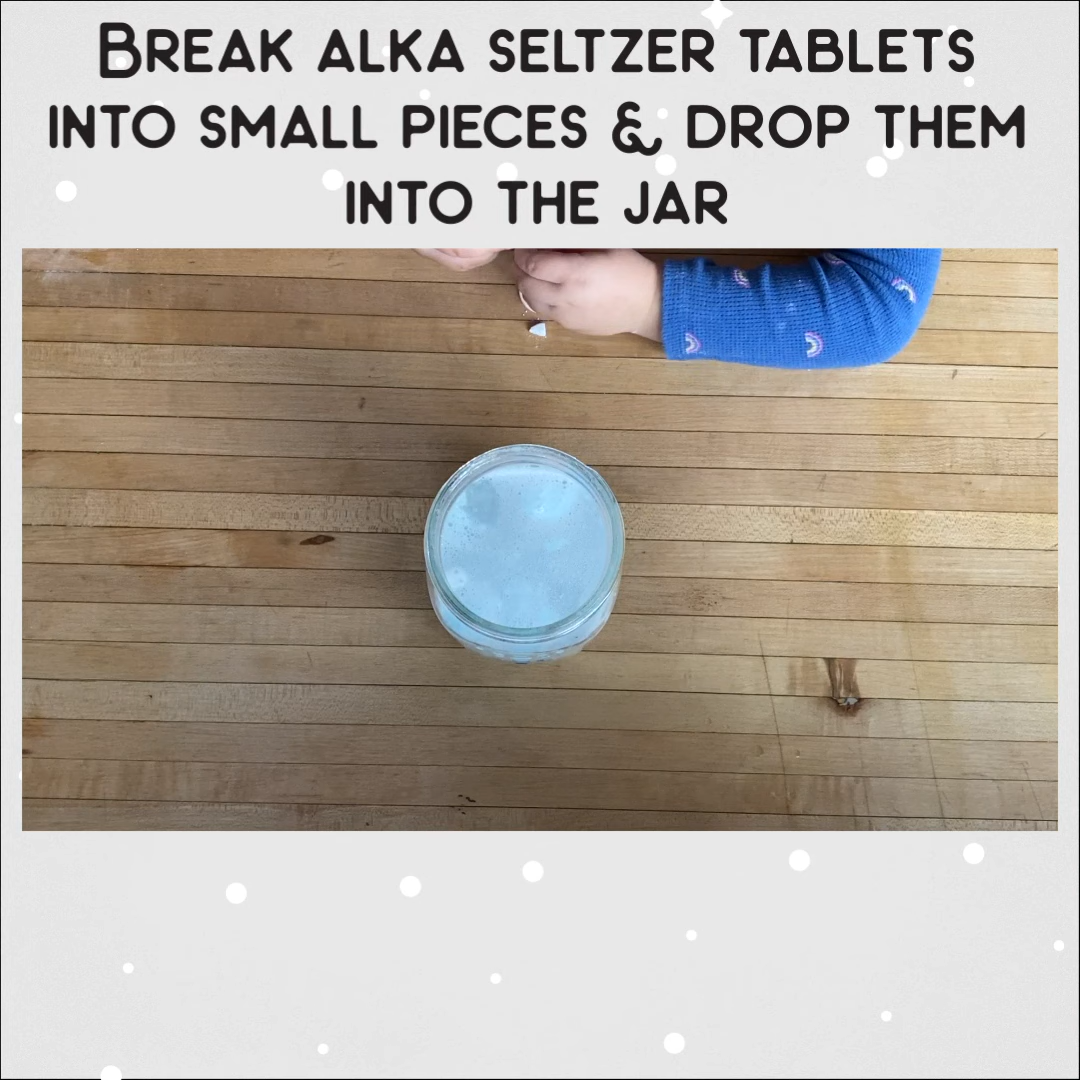 Break alka seltzer tablets
into small pieces & drop them
into the jar